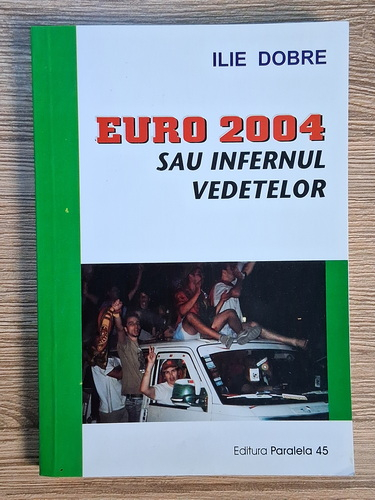 ILIE DOBRE
EURO 2004
SAU INFERNUL
VEDETELOR
Editura Paralela 45